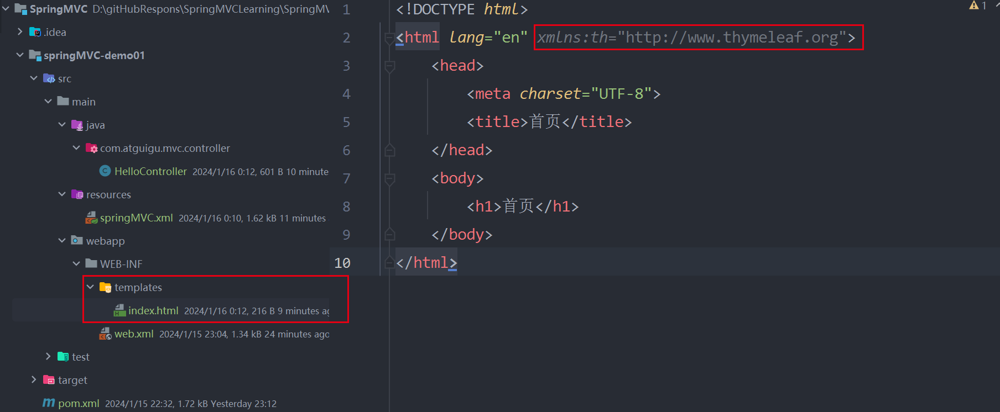 SpringMVC D:\gitHubRespons\SpringMVCLearning\SpringMV
.idea
springMVC-demo01
src
main
java
com.atguigu.mvc.controller
HelloController 2024/1/16 0:12, 601 B 10 minute
resources
springMVC.xml 2024/1/16 0:10, 1.62 kB 11 minutes
webapp
WEB-INF
templates
index.html 2024/1/16 0:12, 216 B 9 minutes ag
web.xml 2024/1/15 23:04, 1.34 kB 24 minutes ago
test
target
pom.xml 2024/1/15 22:32, 1.72 kB Yesterday 23:12
1 <!DOCTYPE html>
2 <html lang="en" xmlns:th="http://www.thymeleaf.org">
3 <head>
4 <meta charset="UTF-8">
5 <title>首页</title>
6 </head>
7 <body>
8 <h1>首页</h1>
9 </body>
10 </html>
1